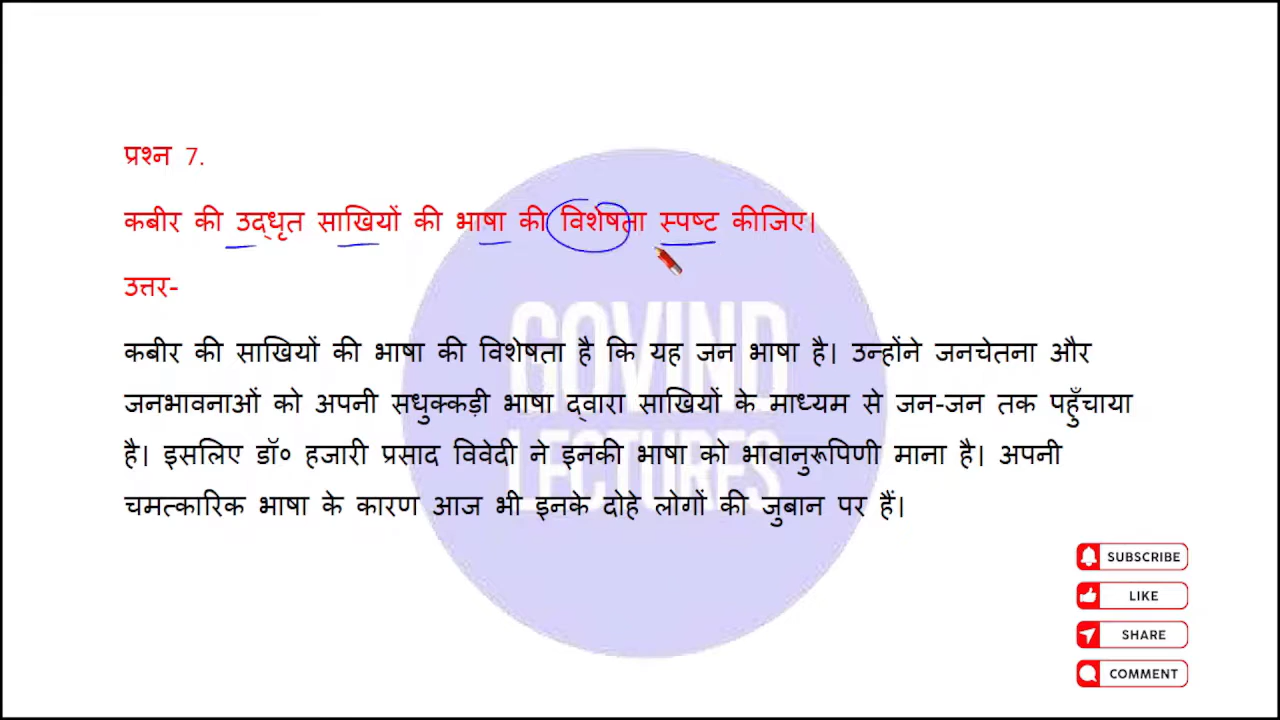 प्रश्न 7.
कबीर की उद्धृत साखियों की भाषा की विशेषता स्पष्ट कीजिए।
उत्तर-
कबीर की साखियों की भाषा की विशेषता है कि यह जन भाषा है। उन्होंने जनचेतना और
जनभावनाओं को अपनी सधुक्कड़ी भाषा द्वारा साखियों के माध्यम से जन-जन तक पहुँचाया
है। इसलिए डॉ० हजारी प्रसाद विवेदी ने इनकी भाषा को भावानुरूपिणी माना है। अपनी
चमत्कारिक भाषा के कारण आज भी इनके दोहे लोगों की जुबान पर हैं।
GOVIND
LECTURES
SUBSCRIBE
LIKE
SHARE
COMMENT